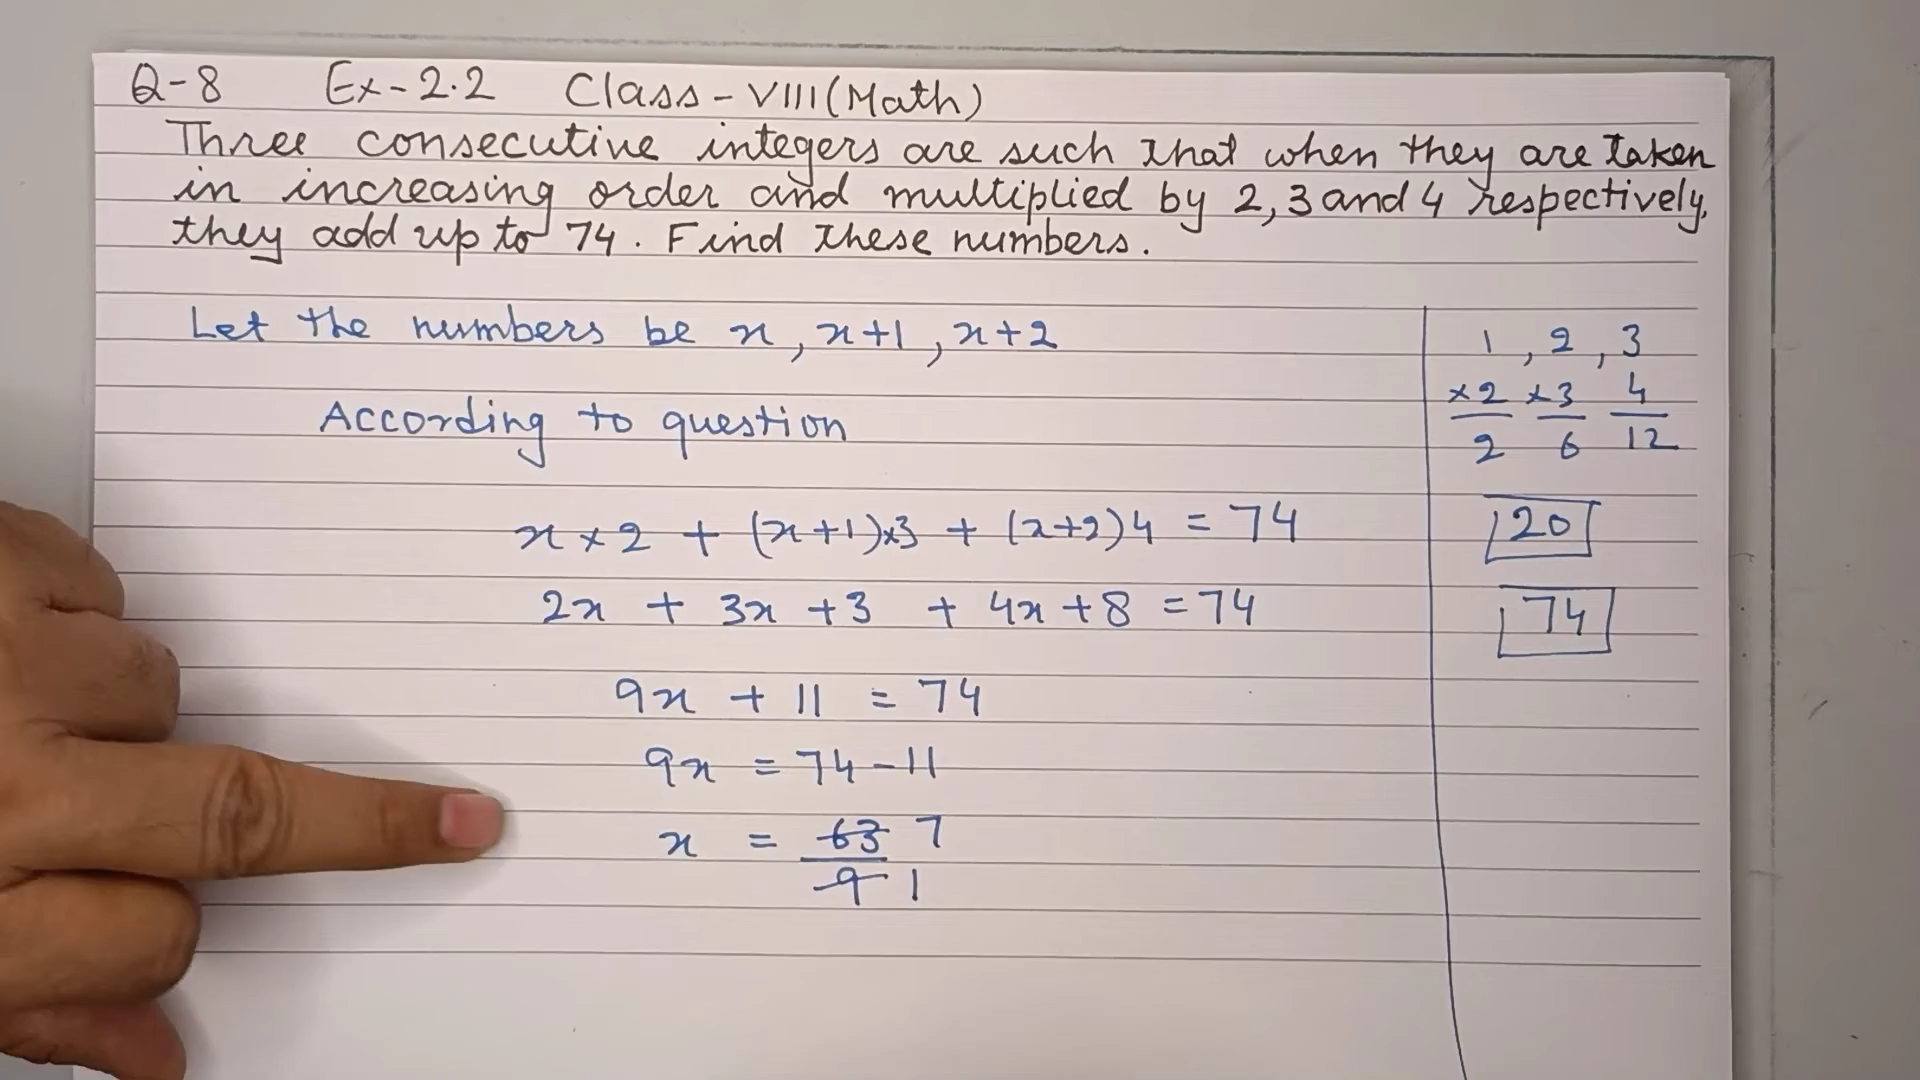 Q-8 Ex-2.2 Class-VIII(Math)
Three consecutive integers are such that when they are taken
in increasing order and multiplied by 2, 3 and 4 respectively,
they add up to 74. Find these numbers.
Let the numbers be x, x+1, x+2
According to question
x × 2 + (x+1)×3 + (x+2)4 = 74
2x + 3x + 3 + 4x + 8 = 74
9x + 11 = 74
9x = 74 - 11
x = 63 7
9 1
1, 2, 3
×2 ×3 4
2 6 12
20
74